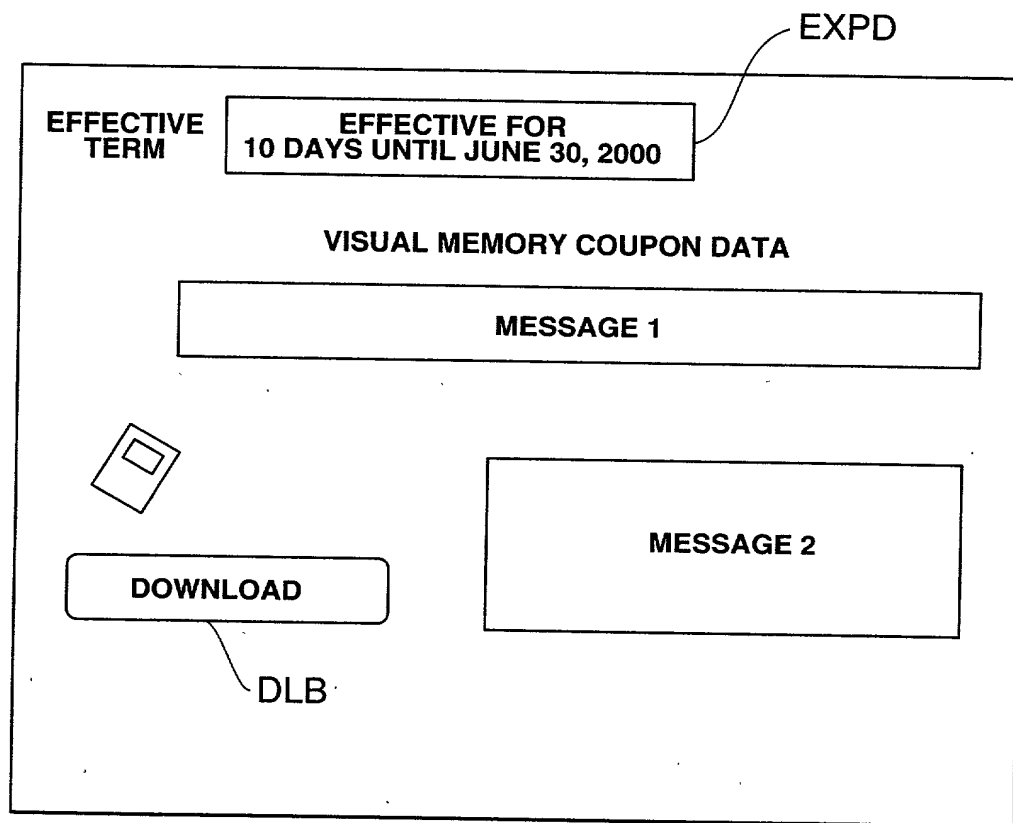 EXPD
EFFECTIVE TERM
EFFECTIVE FOR
10 DAYS UNTIL JUNE 30, 2000
VISUAL MEMORY COUPON DATA
MESSAGE 1
MESSAGE 2
DOWNLOAD
DLB